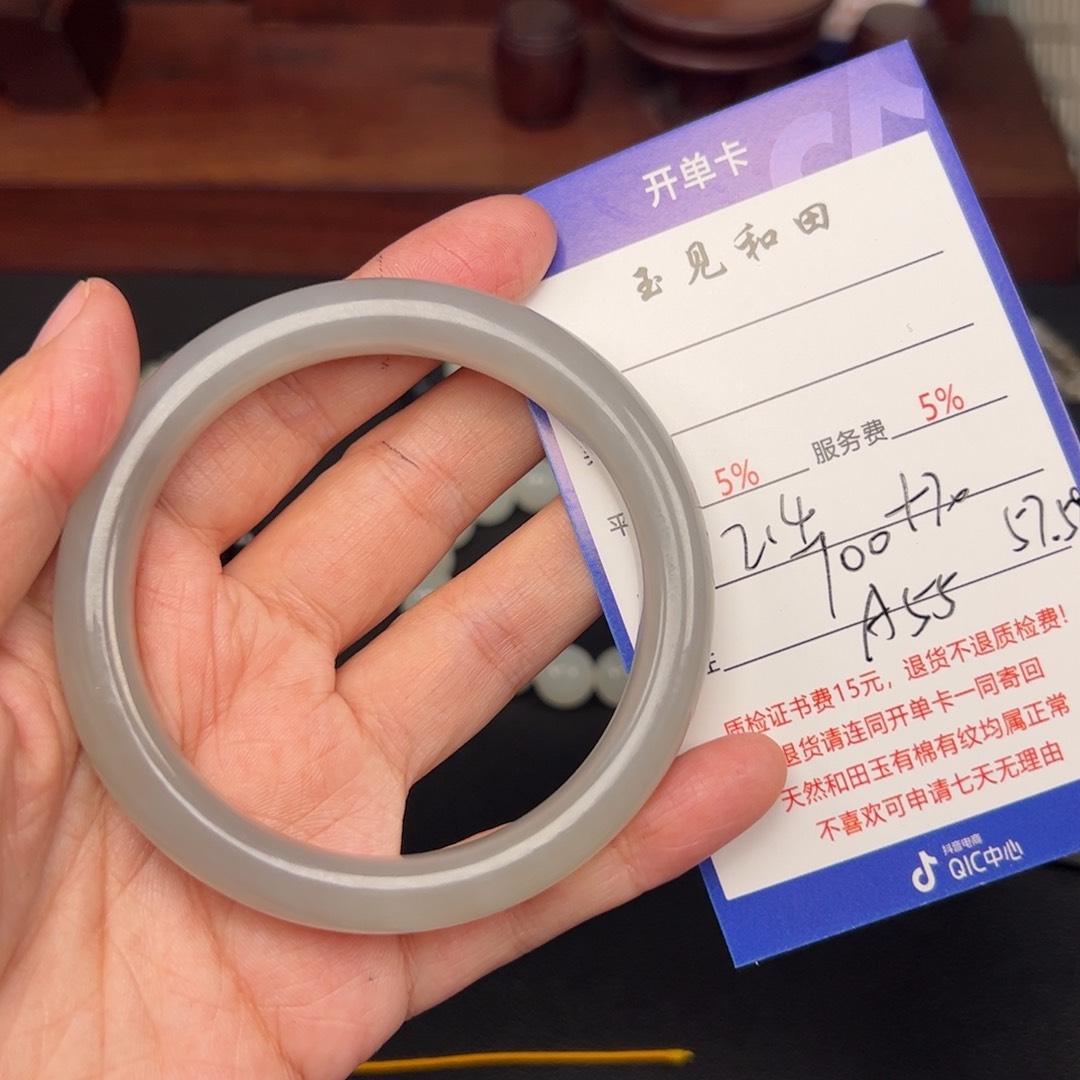 开单卡
玉见和田
5% 服务费 5%
平 2.4
900 57.5
A55
质检证书费15元，退货不退质检费！
退货请连同开单卡一同寄回
天然和田玉有棉有纹均属正常
不喜欢可申请七天无理由
抖音电商
QIC中心